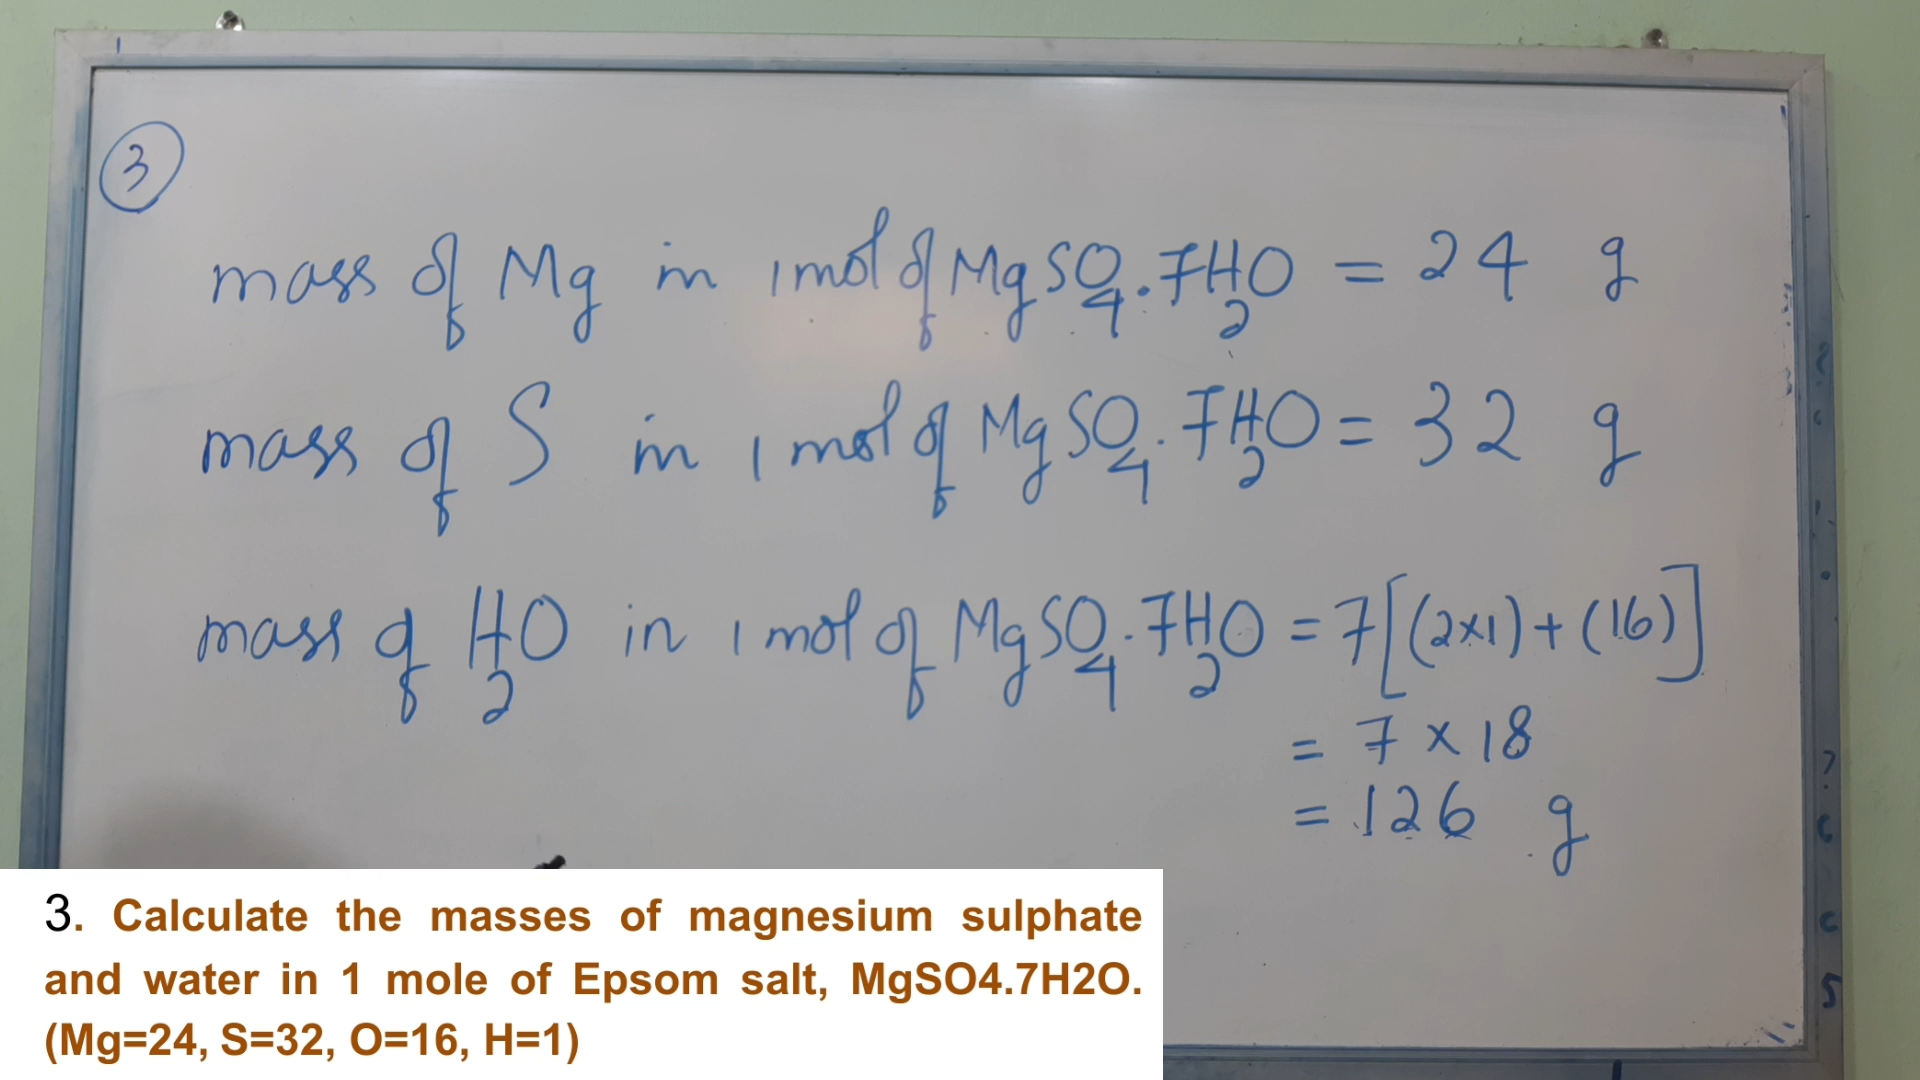 3
mass of Mg in 1 mol of MgSO4.7H2O = 24 g
mass of S in 1 mol of MgSO4.7H2O = 32 g
mass of H2O in 1 mol of MgSO4.7H2O = 7[(2x1)+(16)]
= 7 x 18
= 126 g
3. Calculate the masses of magnesium sulphate
and water in 1 mole of Epsom salt, MgSO4.7H2O.
(Mg=24, S=32, O=16, H=1)